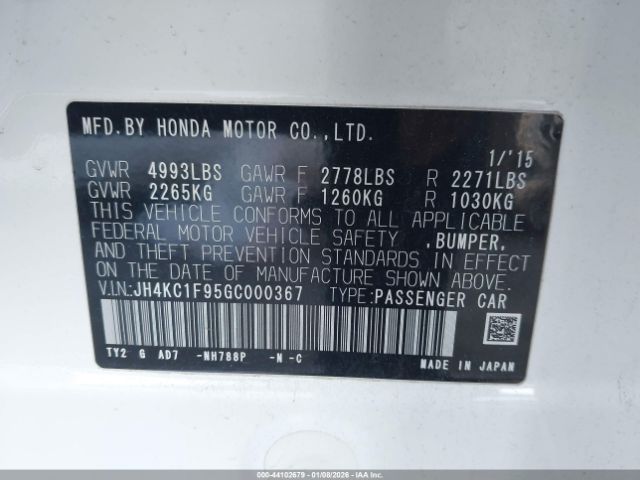 MFD.BY HONDA MOTOR CO.,LTD.
1/'15
GVWR 4993LBS GAWR F 2778LBS R 2271LBS
GVWR 2265KG GAWR F 1260KG R 1030KG
THIS VEHICLE CONFORMS TO ALL APPLICABLE
FEDERAL MOTOR VEHICLE SAFETY ,BUMPER,
AND THEFT PREVENTION STANDARDS IN EFFECT
ON THE DATE OF MANUFACTURE SHOWN ABOVE.
V.I.N.:JH4KC1F95GC000367 TYPE:PASSENGER CAR
TY2 G AD7 -NH788P -N -C
MADE IN JAPAN
000-44102679 - 01/08/2026 - IAA Holdings, LLC